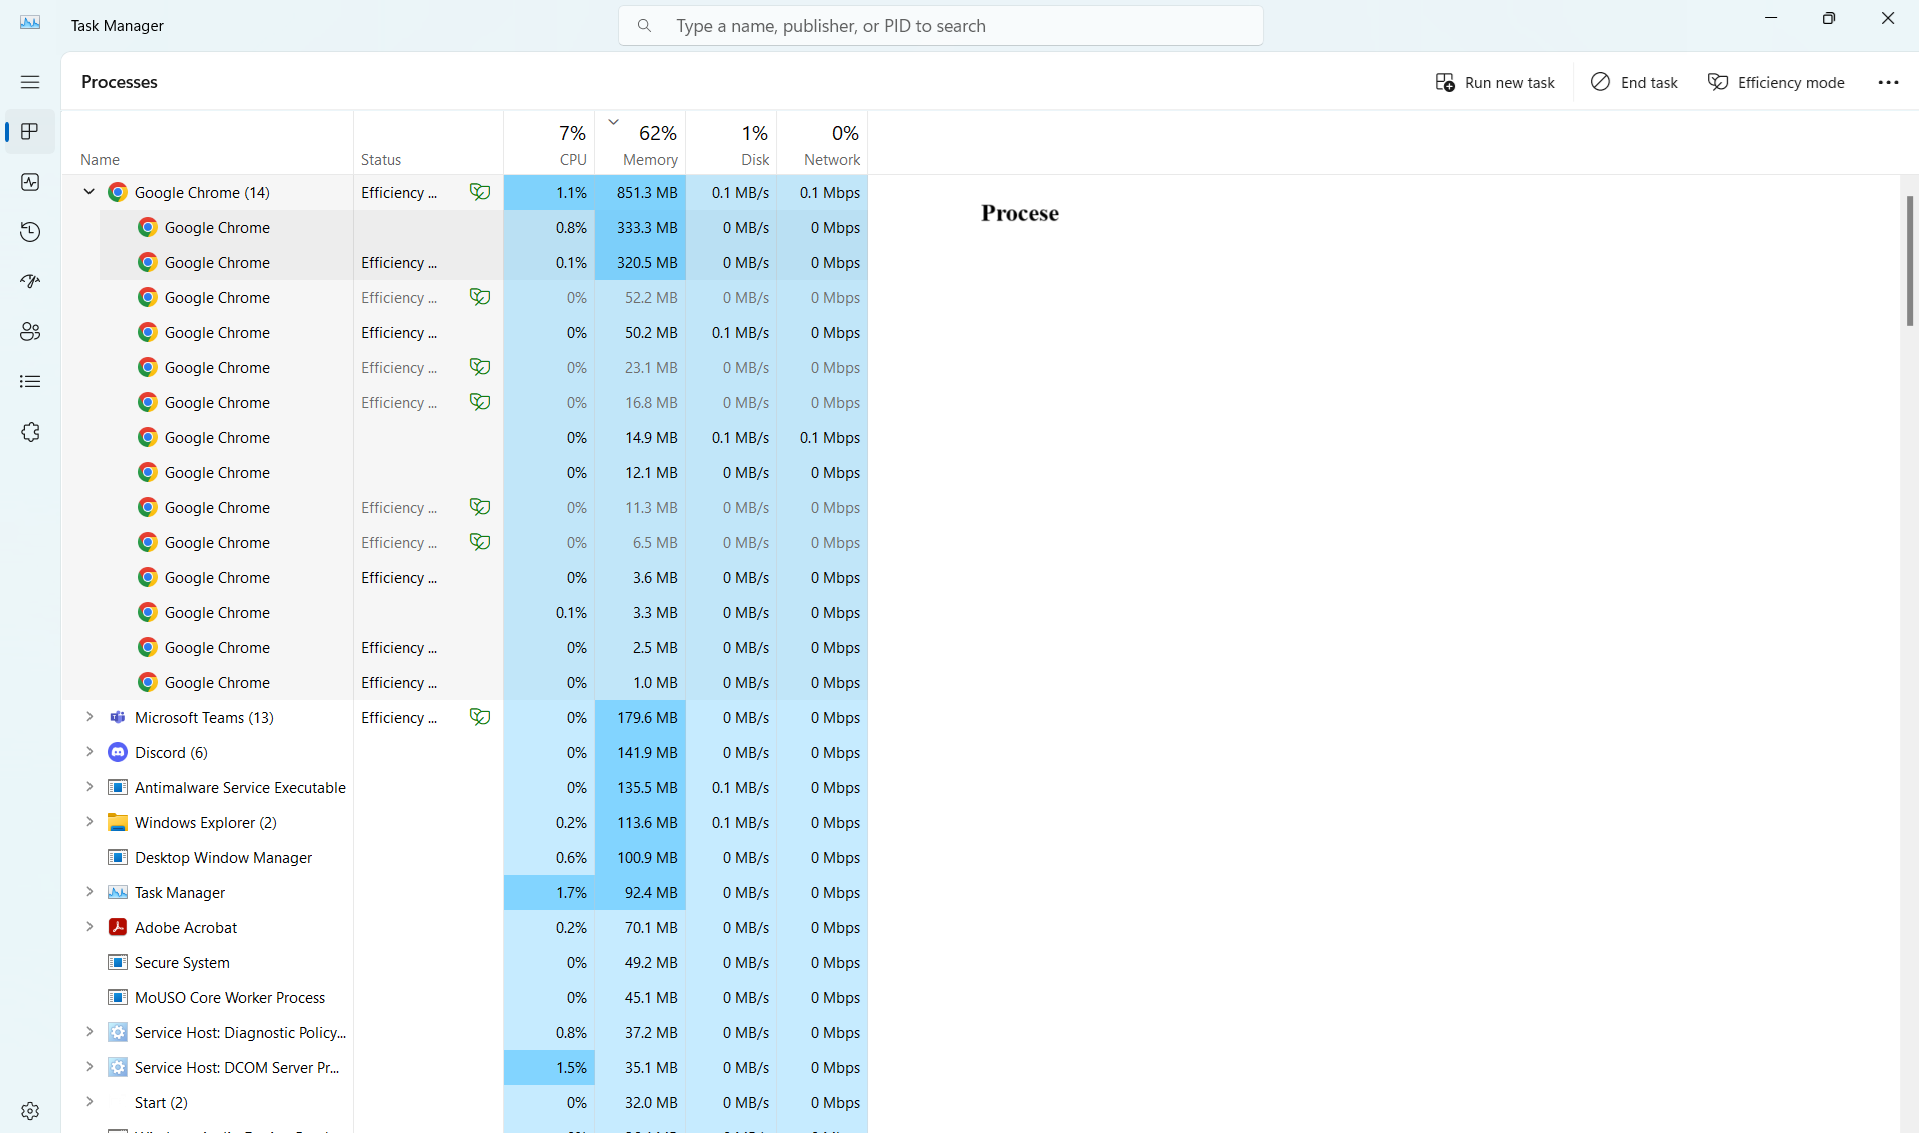 Task Manager
Type a name, publisher, or PID to search
Processes
Run new task End task Efficiency mode
7% 62% 1% 0%
Name Status CPU Memory Disk Network
Google Chrome (14) Efficiency ... 1.1% 851.3 MB 0.1 MB/s 0.1 Mbps
Procese
Google Chrome 0.8% 333.3 MB 0 MB/s 0 Mbps
Google Chrome Efficiency ... 0.1% 320.5 MB 0 MB/s 0 Mbps
Google Chrome Efficiency ... 0% 52.2 MB 0 MB/s 0 Mbps
Google Chrome Efficiency ... 0% 50.2 MB 0.1 MB/s 0 Mbps
Google Chrome Efficiency ... 0% 23.1 MB 0 MB/s 0 Mbps
Google Chrome Efficiency ... 0% 16.8 MB 0 MB/s 0 Mbps
Google Chrome 0% 14.9 MB 0.1 MB/s 0.1 Mbps
Google Chrome 0% 12.1 MB 0 MB/s 0 Mbps
Google Chrome Efficiency ... 0% 11.3 MB 0 MB/s 0 Mbps
Google Chrome Efficiency ... 0% 6.5 MB 0 MB/s 0 Mbps
Google Chrome Efficiency ... 0% 3.6 MB 0 MB/s 0 Mbps
Google Chrome 0.1% 3.3 MB 0 MB/s 0 Mbps
Google Chrome Efficiency ... 0% 2.5 MB 0 MB/s 0 Mbps
Google Chrome Efficiency ... 0% 1.0 MB 0 MB/s 0 Mbps
Microsoft Teams (13) Efficiency ... 0% 179.6 MB 0 MB/s 0 Mbps
Discord (6) 0% 141.9 MB 0 MB/s 0 Mbps
Antimalware Service Executable 0% 135.5 MB 0.1 MB/s 0 Mbps
Windows Explorer (2) 0.2% 113.6 MB 0.1 MB/s 0 Mbps
Desktop Window Manager 0.6% 100.9 MB 0 MB/s 0 Mbps
Task Manager 1.7% 92.4 MB 0 MB/s 0 Mbps
Adobe Acrobat 0.2% 70.1 MB 0 MB/s 0 Mbps
Secure System 0% 49.2 MB 0 MB/s 0 Mbps
MoUSO Core Worker Process 0% 45.1 MB 0 MB/s 0 Mbps
Service Host: Diagnostic Policy... 0.8% 37.2 MB 0 MB/s 0 Mbps
Service Host: DCOM Server Pr... 1.5% 35.1 MB 0 MB/s 0 Mbps
Start (2) 0% 32.0 MB 0 MB/s 0 Mbps